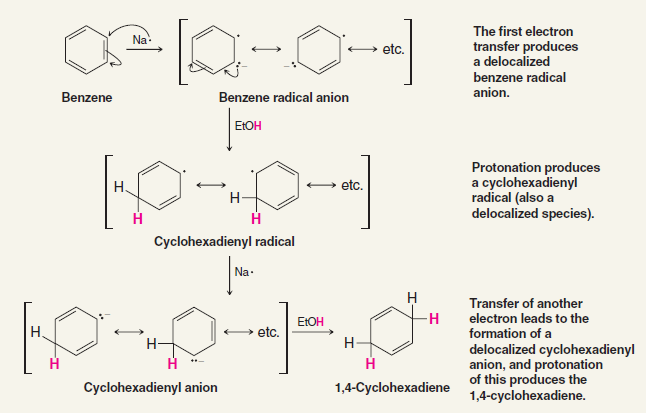 Na·
etc.
Benzene
Benzene radical anion
The first electron
transfer produces
a delocalized
benzene radical
anion.
EtOH
H
H
H
H
etc.
Cyclohexadienyl radical
Protonation produces
a cyclohexadienyl
radical (also a
delocalized species).
Na·
H
H
H
H
etc.
EtOH
H
H
H
H
Cyclohexadienyl anion
1,4-Cyclohexadiene
Transfer of another
electron leads to the
formation of a
delocalized cyclohexadienyl
anion, and protonation
of this produces the
1,4-cyclohexadiene.